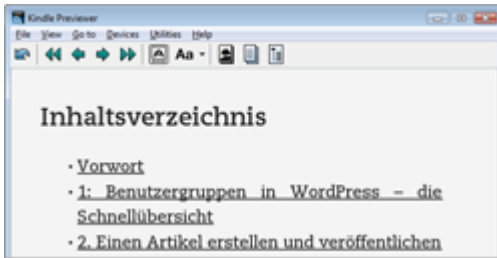 Kindle Previewer
File View Go to Devices Utilities Help
Aa
Inhaltsverzeichnis
· Vorwort
· 1: Benutzergruppen in WordPress – die
Schnellübersicht
· 2. Einen Artikel erstellen und veröffentlichen